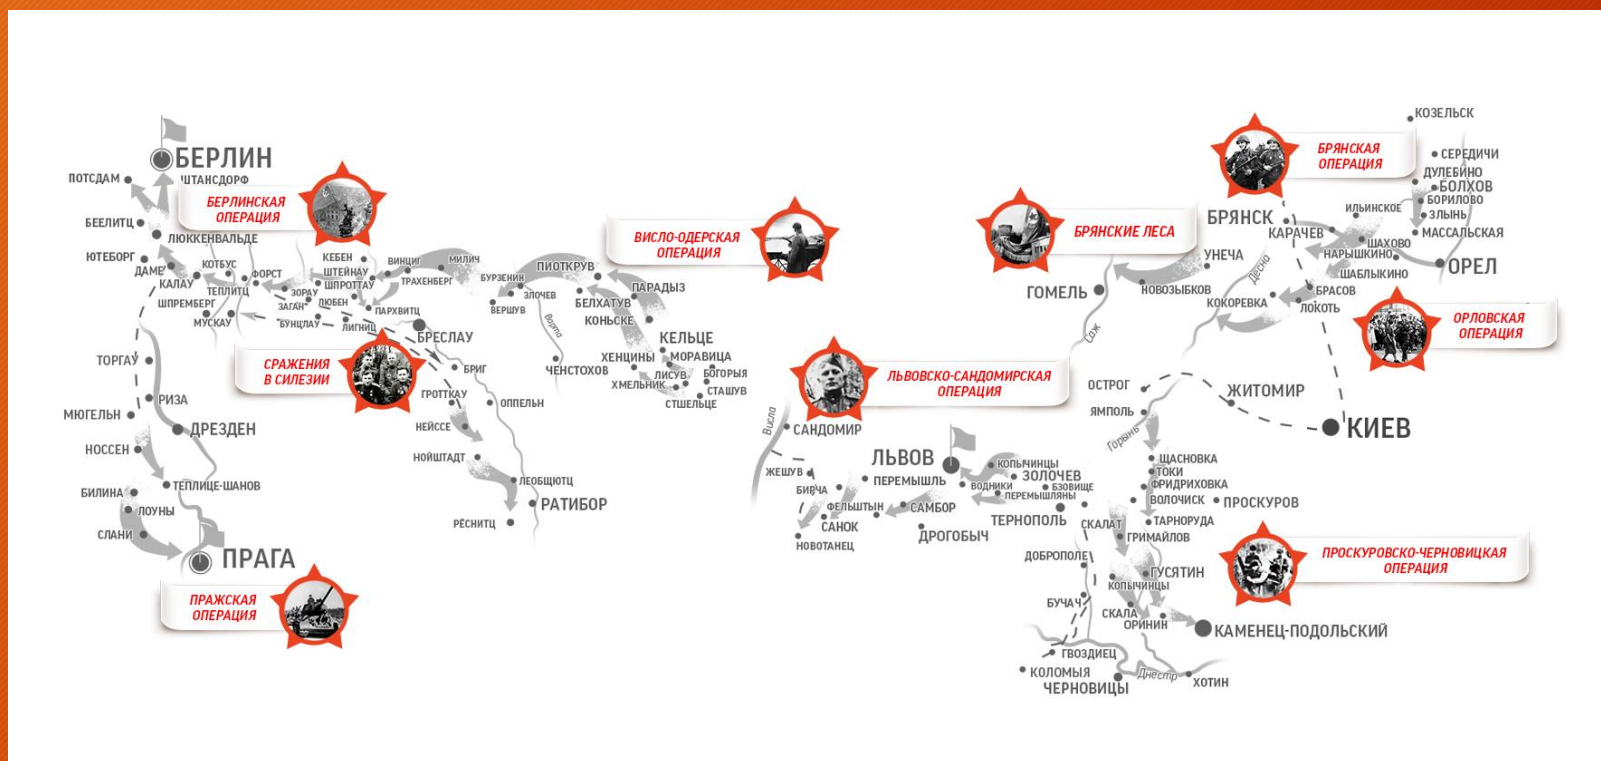 КОЗЕЛЬСК
БРЯНСКАЯ
ОПЕРАЦИЯ
СЕРЕДИЧИ
ДУЛЕБИНО
БОЛХОВ
БОРИЛОВО
ЗЛЫНЬ
МАССАЛЬСКАЯ
ИЛЬИНСКОЕ
БРЯНСК
КАРАЧЕВ
ШАХОВО
НАРЫШКИНО
ШАБЛЫКИНО
ОРЕЛ
БРАСОВ
ЛОКОТЬ
КОКОРЕВКА
Десна
ОРЛОВСКАЯ
ОПЕРАЦИЯ
БРЯНСКИЕ ЛЕСА
УНЕЧА
НОВОЗЫБКОВ
ГОМЕЛЬ
Саж
БЕРЛИН
ПОТСДАМ
ШТАНСДОРФ
БЕРЛИНСКАЯ
ОПЕРАЦИЯ
БЕЕЛИТЦ
ЛЮККЕНВАЛЬДЕ
ЮТЕБОРГ
ДАМЕ
КАЛАУ
КОТБУС
ТЕПЛИТЦ
ФОРСТ
ШПРЕМБЕРГ
МУСКАУ
ЗОРАУ
ЗАГАН
БУНЦЛАУ
КЕБЕН
ШТЕЙНАУ
ШПРОТТАУ
ЛЮБЕН
ЛИГНИЦ
ВИНЦИГ
ТРАХЕНБЕРГ
МИЛИЧ
ПАРХВИТЦ
БРЕСЛАУ
ВИСЛО-ОДЕРСКАЯ
ОПЕРАЦИЯ
ПИОТКРУВ
БУРЗЕНИН
ЗЛОЧЕВ
ВЕРШУВ
Варта
БЕЛХАТУВ
ПАРАДЫЗ
КОНЬСКЕ
КЕЛЬЦЕ
ЧЕНСТОХОВ
ХЕНЦИНЫ
МОРАВИЦА
ЛИСУВ
БОГОРЫЯ
ХМЕЛЬНИК
СТАШУВ
СТШЕЛЬЦЕ
СРАЖЕНИЯ
В СИЛЕЗИИ
БРИГ
ГРОТТКАУ
ОППЕЛЬН
НЕЙССЕ
НОЙШТАДТ
ЛЕОБЩЮТЦ
РАТИБОР
РЁСНИТЦ
ТОРГАУ
РИЗА
МЮГЕЛЬН
ДРЕЗДЕН
НОССЕН
ТЕПЛИЦЕ-ШАНОВ
БИЛИНА
ЛОУНЫ
СЛАНИ
ПРАГА
ПРАЖСКАЯ
ОПЕРАЦИЯ
ЛЬВОВСКО-САНДОМИРСКАЯ
ОПЕРАЦИЯ
Висла
САНДОМИР
ЖЕШУВ
БИРЧА
ПЕРЕМЫШЛЬ
ФЕЛЬШТЫН
САНОК
НОВОТАНЕЦ
САМБОР
ДРОГОБЫЧ
ЛЬВОВ
КОПЫЧИНЦЫ
ЗОЛОЧЕВ
ВОДНИКИ
БЗОВИЩЕ
ПЕРЕМЫШЛЯНЫ
ТЕРНОПОЛЬ
ОСТРОГ
ЖИТОМИР
КИЕВ
ЯМПОЛЬ
Горынь
ЩАСНОВКА
ТОКИ
ФРИДРИХОВКА
ВОЛОЧИСК
ПРОСКУРОВ
ТАРНОРУДА
СКАЛАТ
ГРИМАЙЛОВ
ДОБРОПОЛЕ
ГУСЯТИН
КОПЫЧИНЦЫ
БУЧАЧ
СКАЛА
ОРИНИН
КАМЕНЕЦ-ПОДОЛЬСКИЙ
ПРОСКУРОВСКО-ЧЕРНОВИЦКАЯ
ОПЕРАЦИЯ
ГВОЗДИЕЦ
КОЛОМЫЯ
ЧЕРНОВИЦЫ
Днестр
ХОТИН